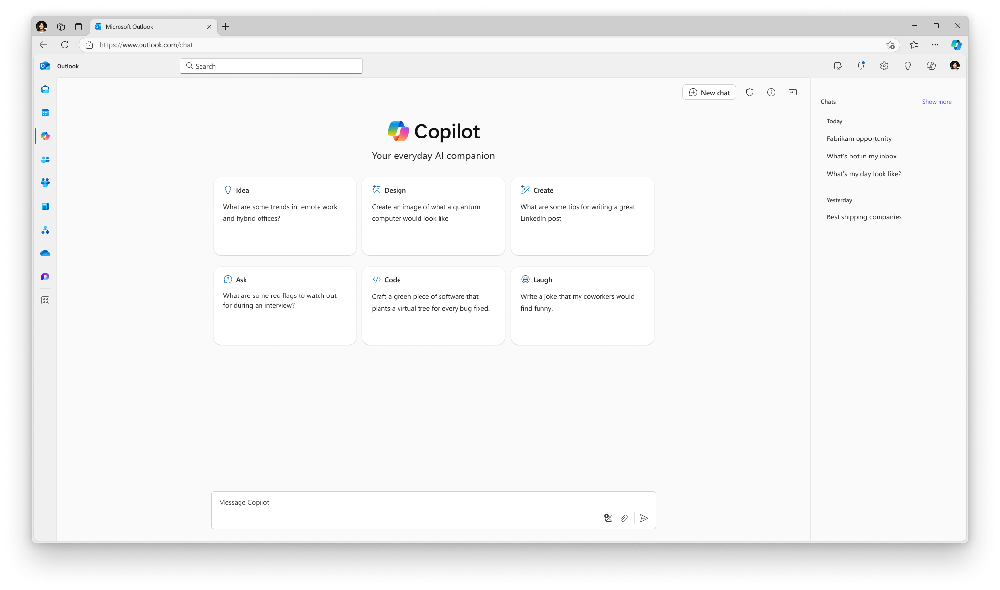 Microsoft Outlook
https://www.outlook.com/chat
Outlook
Search
New chat
Copilot
Your everyday AI companion
Idea
What are some trends in remote work
and hybrid offices?
Design
Create an image of what a quantum
computer would look like
Create
What are some tips for writing a great
LinkedIn post
Ask
What are some red flags to watch out
for during an interview?
Code
Craft a green piece of software that
plants a virtual tree for every bug fixed.
Laugh
Write a joke that my coworkers would
find funny.
Message Copilot
Chats
Show more
Today
Fabrikam opportunity
What's hot in my inbox
What's my day look like?
Yesterday
Best shipping companies